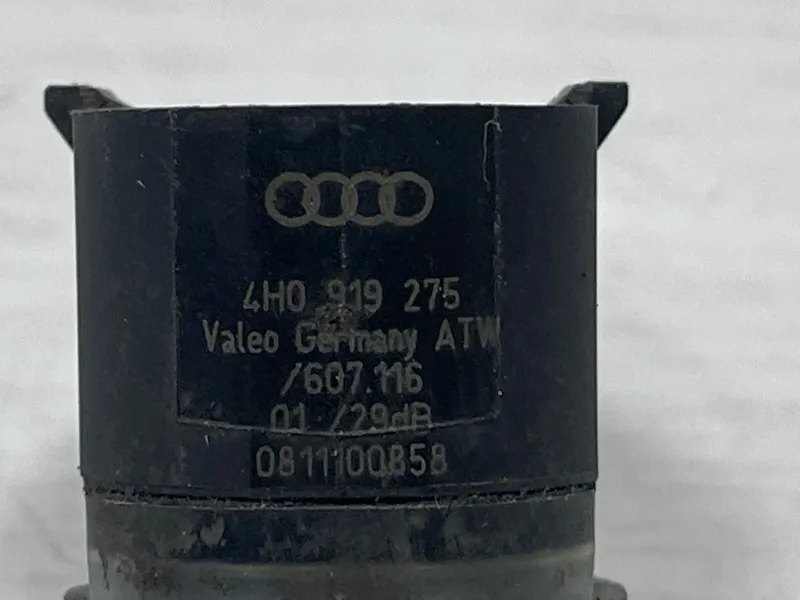 4H0 919 275
Valeo Germany ATW
/607.116
01 /29dB
0811100858